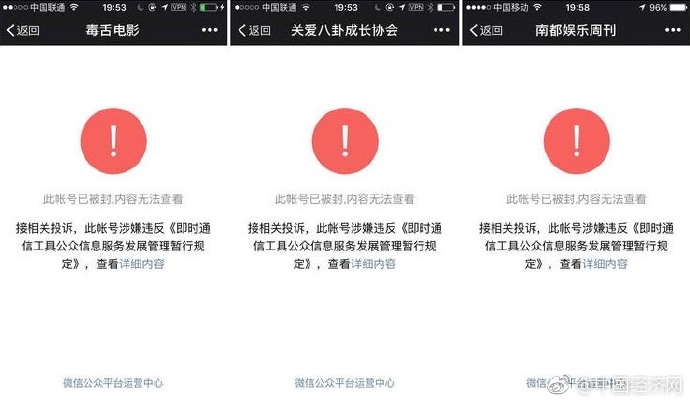 中国联通 19:53 VPN
返回 毒舌电影
!
此帐号已被封,内容无法查看
接相关投诉，此帐号涉嫌违反《即时通
信工具公众信息服务发展管理暂行规
定》，查看详细内容
微信公众平台运营中心
中国联通 19:53 VPN
返回 关爱八卦成长协会
!
此帐号已被封,内容无法查看
接相关投诉，此帐号涉嫌违反《即时通
信工具公众信息服务发展管理暂行规
定》，查看详细内容
微信公众平台运营中心
中国移动 19:58 96%
返回 南都娱乐周刊
!
此帐号已被封,内容无法查看
接相关投诉，此帐号涉嫌违反《即时通
信工具公众信息服务发展管理暂行规
定》，查看详细内容
微信公众平台运营中心
@中国经济网